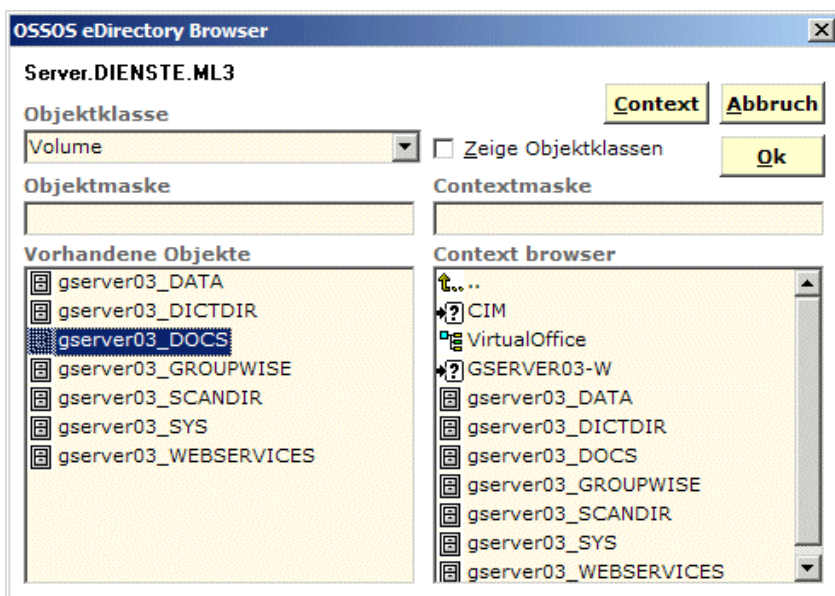 OSSOS eDirectory Browser
Server.DIENSTE.ML3
Context Abbruch
Objektklasse
Volume Zeige Objektklassen Ok
Objektmaske Contextmaske
Vorhandene Objekte
gserver03_DATA
gserver03_DICTDIR
gserver03_DOCS
gserver03_GROUPWISE
gserver03_SCANDIR
gserver03_SYS
gserver03_WEBSERVICES
Context browser
..
CIM
VirtualOffice
GSERVER03-W
gserver03_DATA
gserver03_DICTDIR
gserver03_DOCS
gserver03_GROUPWISE
gserver03_SCANDIR
gserver03_SYS
gserver03_WEBSERVICES